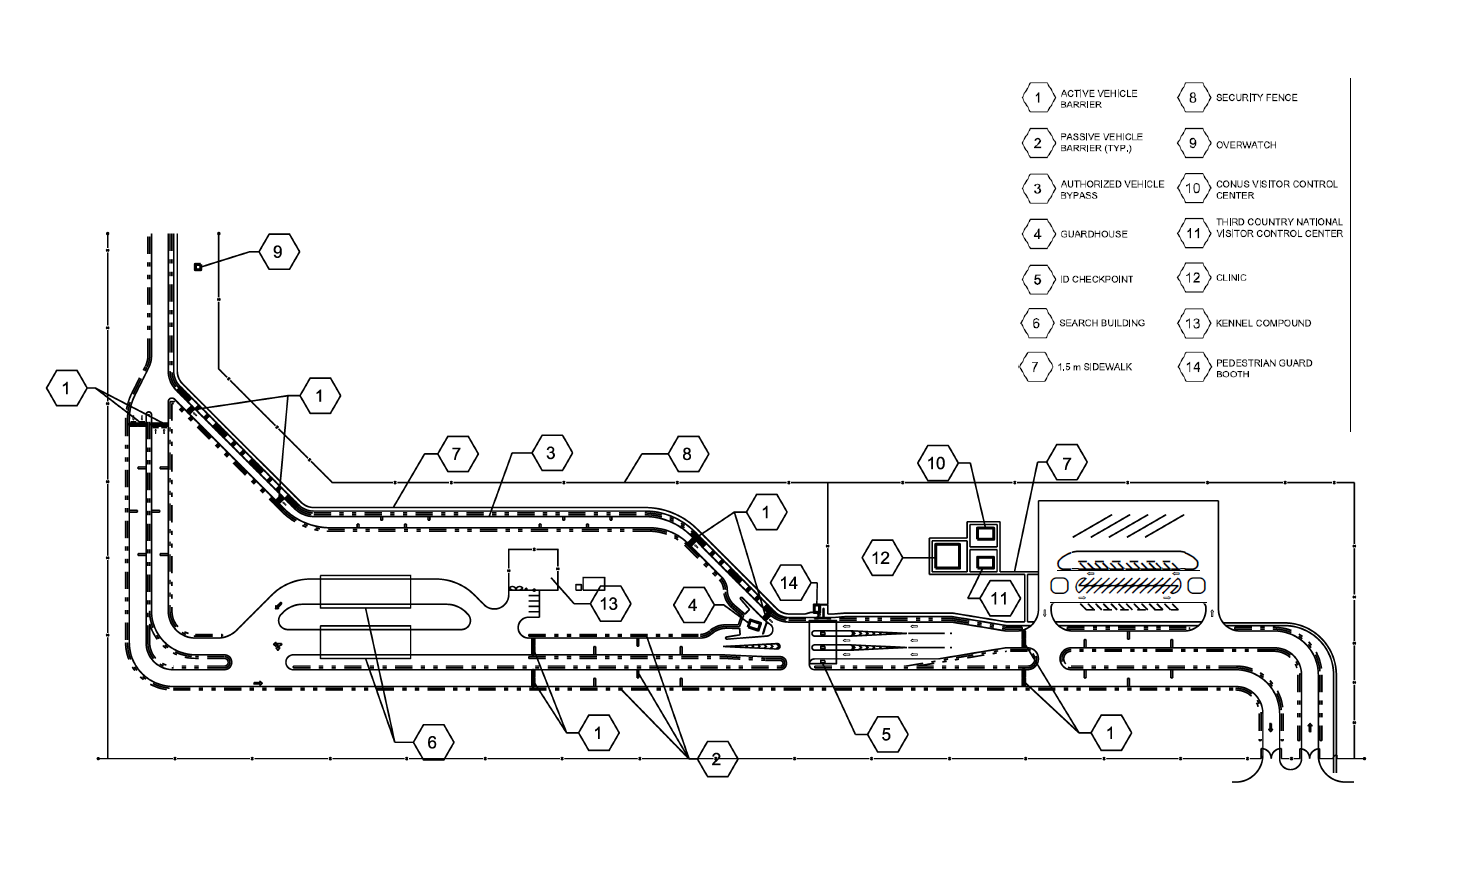 1 ACTIVE VEHICLE
BARRIER
8 SECURITY FENCE
2 PASSIVE VEHICLE
BARRIER (TYP.)
9 OVERWATCH
3 AUTHORIZED VEHICLE
BYPASS
10 CONUS VISITOR CONTROL
CENTER
4 GUARDHOUSE
11 THIRD COUNTRY NATIONAL
VISITOR CONTROL CENTER
5 ID CHECKPOINT
12 CLINIC
6 SEARCH BUILDING
13 KENNEL COMPOUND
7 1.5 m SIDEWALK
14 PEDESTRIAN GUARD
BOOTH
9
1
1
7
3
8
10
7
1
12
14
11
13
4
6
1
2
5
1